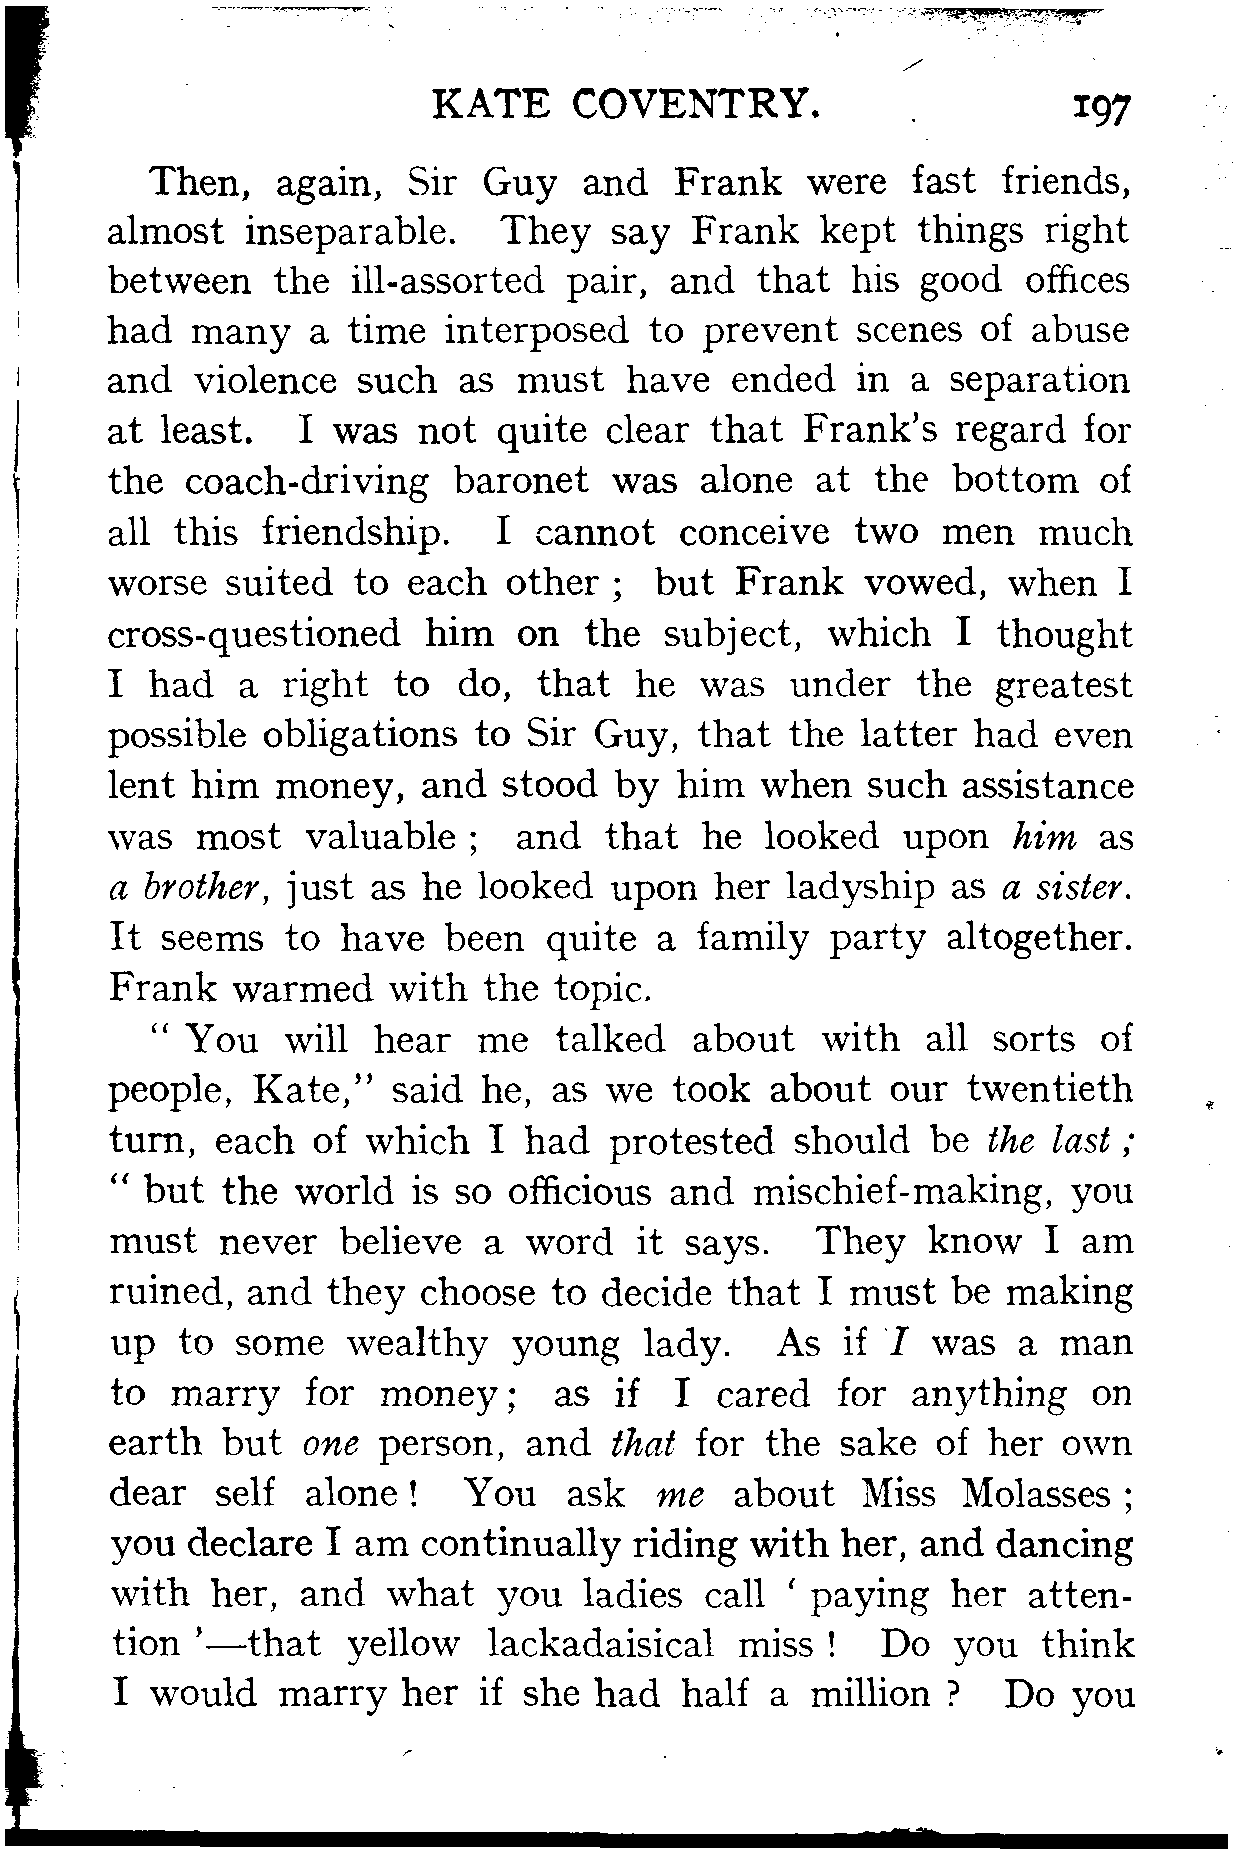 KATE COVENTRY. 197
Then, again, Sir Guy and Frank were fast friends,
almost inseparable. They say Frank kept things right
between the ill-assorted pair, and that his good offices
had many a time interposed to prevent scenes of abuse
and violence such as must have ended in a separation
at least. I was not quite clear that Frank's regard for
the coach-driving baronet was alone at the bottom of
all this friendship. I cannot conceive two men much
worse suited to each other ; but Frank vowed, when I
cross-questioned him on the subject, which I thought
I had a right to do, that he was under the greatest
possible obligations to Sir Guy, that the latter had even
lent him money, and stood by him when such assistance
was most valuable ; and that he looked upon him as
a brother, just as he looked upon her ladyship as a sister.
It seems to have been quite a family party altogether.
Frank warmed with the topic.
" You will hear me talked about with all sorts of
people, Kate," said he, as we took about our twentieth
turn, each of which I had protested should be the last ;
" but the world is so officious and mischief-making, you
must never believe a word it says. They know I am
ruined, and they choose to decide that I must be making
up to some wealthy young lady. As if I was a man
to marry for money ; as if I cared for anything on
earth but one person, and that for the sake of her own
dear self alone ! You ask me about Miss Molasses ;
you declare I am continually riding with her, and dancing
with her, and what you ladies call ' paying her atten-
tion '—that yellow lackadaisical miss ! Do you think
I would marry her if she had half a million ? Do you